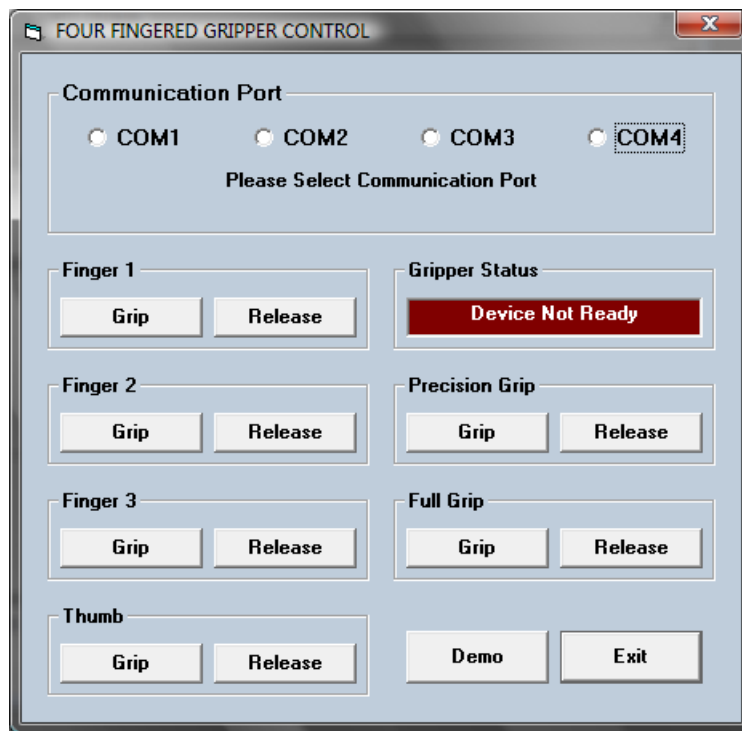 FOUR FINGERED GRIPPER CONTROL
Communication Port
COM1 COM2 COM3 COM4
Please Select Communication Port
Finger 1
Grip Release
Gripper Status
Device Not Ready
Finger 2
Grip Release
Precision Grip
Grip Release
Finger 3
Grip Release
Full Grip
Grip Release
Thumb
Grip Release
Demo Exit